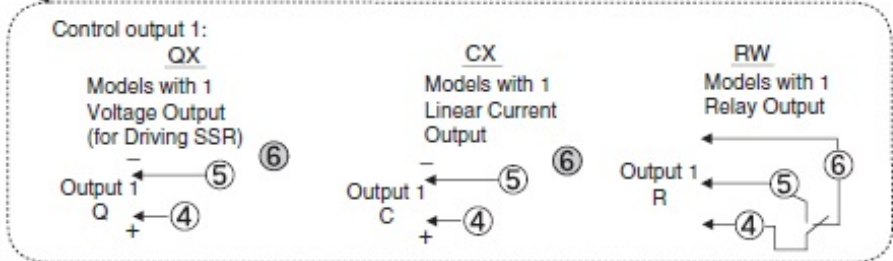 Control output 1:
QX
Models with 1
Voltage Output
(for Driving SSR)
−
⑤
⑥
Output 1
Q
④
+
CX
Models with 1
Linear Current
Output
−
⑤
⑥
Output 1
C
④
+
RW
Models with 1
Relay Output
⑥
Output 1
R
⑤
④